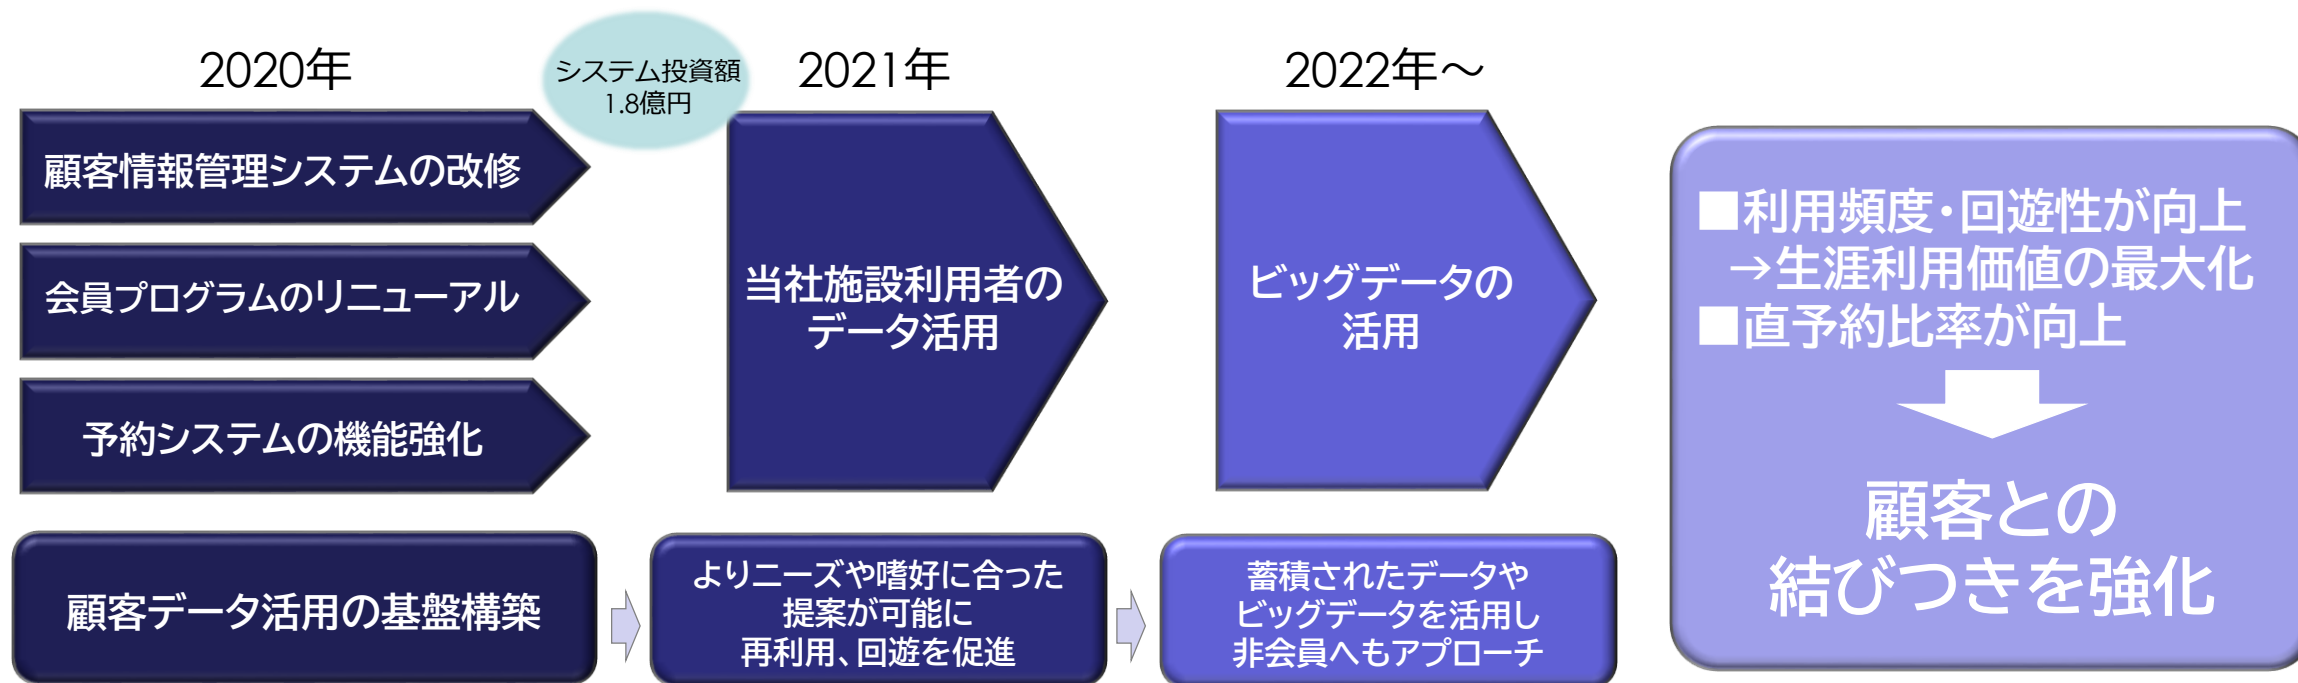 2020年
システム投資額
1.8億円
2021年
2022年～
顧客情報管理システムの改修
会員プログラムのリニューアル
予約システムの機能強化
当社施設利用者の
データ活用
ビッグデータの
活用
■利用頻度・回遊性が向上
→生涯利用価値の最大化
■直予約比率が向上
顧客との
結びつきを強化
顧客データ活用の基盤構築
よりニーズや嗜好に合った
提案が可能に
再利用、回遊を促進
蓄積されたデータや
ビッグデータを活用し
非会員へもアプローチ